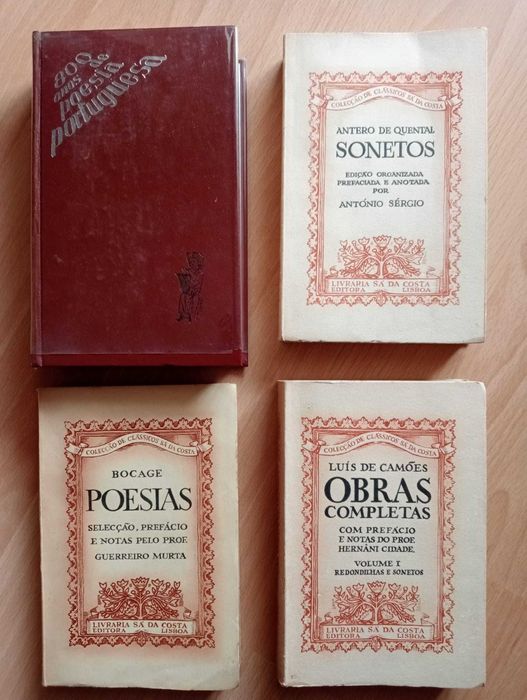 800
anos de
poesia
portuguesa
COLECÇÃO DE CLÁSSICOS SÁ DA COSTA
ANTERO DE QUENTAL
SONETOS
EDIÇÃO ORGANIZADA
PREFACIADA E ANOTADA
POR
ANTÓNIO SÉRGIO
LIVRARIA SÁ DA COSTA
EDITORA LISBOA
COLECÇÃO DE CLÁSSICOS SÁ DA COSTA
BOCAGE
POESIAS
SELECÇÃO, PREFÁCIO
E NOTAS PELO PROF.
GUERREIRO MURTA
LIVRARIA SÁ DA COSTA
EDITORA LISBOA
COLECÇÃO DE CLÁSSICOS SÁ DA COSTA
LUÍS DE CAMÕES
OBRAS
COMPLETAS
COM PREFÁCIO
E NOTAS DO PROF.
HERNÂNI CIDADE
VOLUME I
REDONDILHAS E SONETOS
LIVRARIA SÁ DA COSTA
EDITORA LISBOA